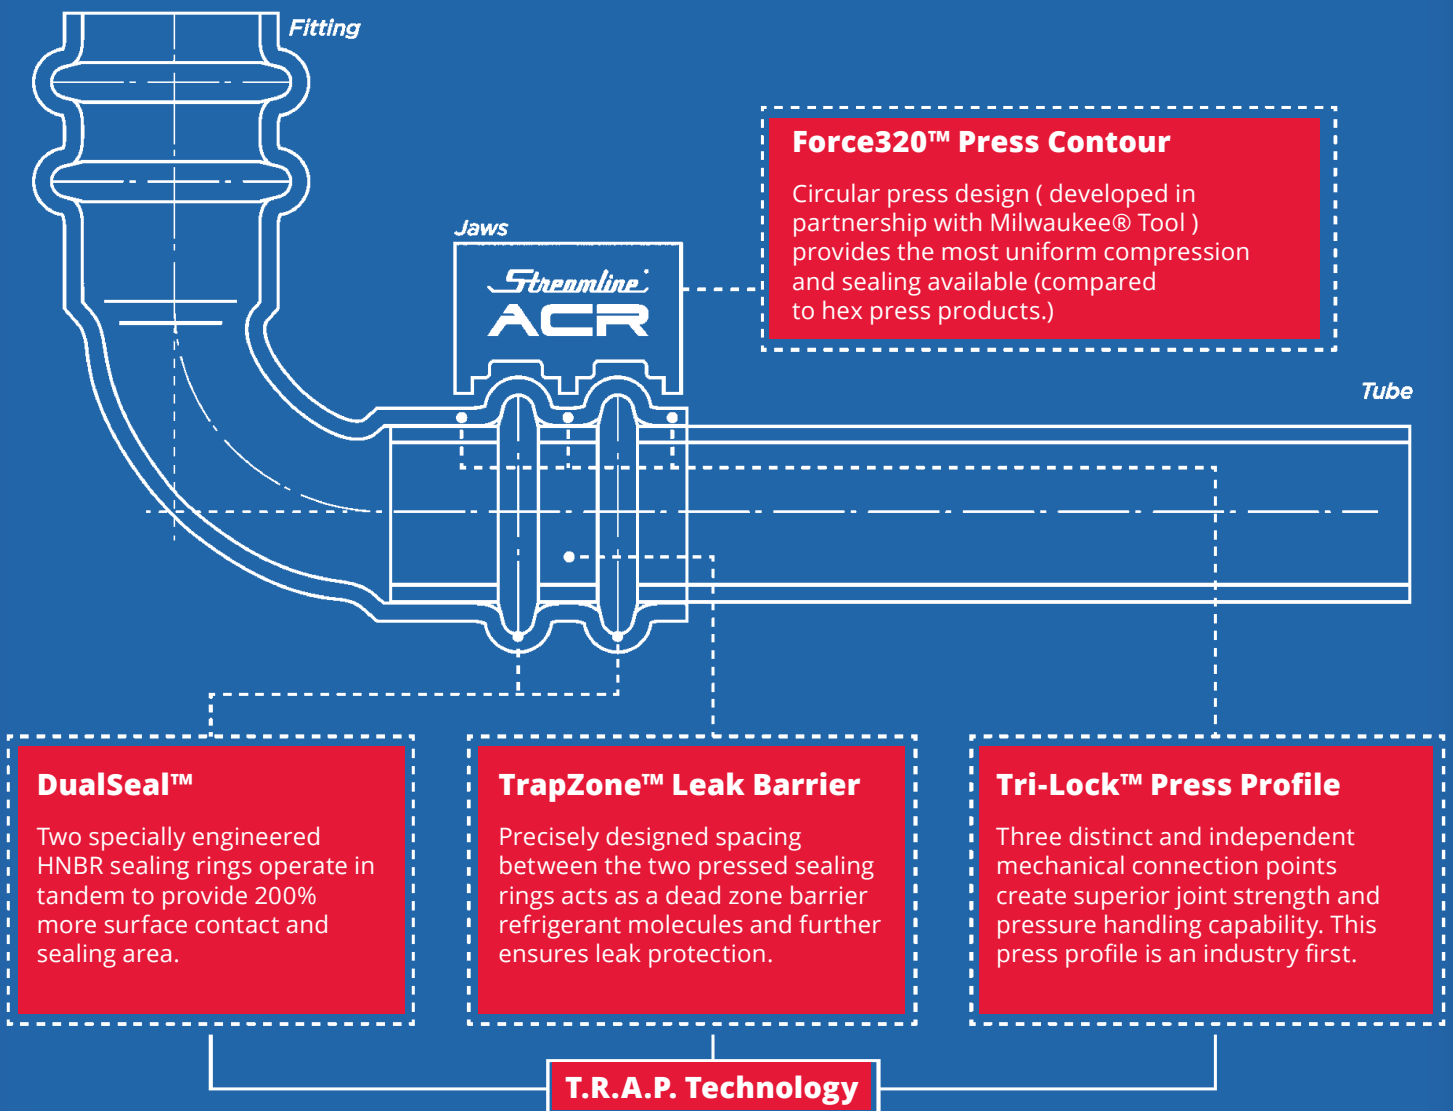 Fitting
Force320™ Press Contour
Circular press design ( developed in
partnership with Milwaukee® Tool )
provides the most uniform compression
and sealing available (compared
to hex press products.)
Jaws
Streamline
ACR
Tube
DualSeal™
Two specially engineered
HNBR sealing rings operate in
tandem to provide 200%
more surface contact and
sealing area.
TrapZone™ Leak Barrier
Precisely designed spacing
between the two pressed sealing
rings acts as a dead zone barrier
refrigerant molecules and further
ensures leak protection.
Tri-Lock™ Press Profile
Three distinct and independent
mechanical connection points
create superior joint strength and
pressure handling capability. This
press profile is an industry first.
T.R.A.P. Technology